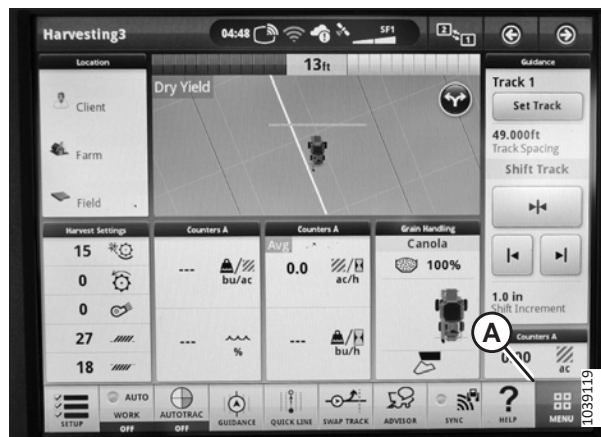 Harvesting3
04:48
SF1
2
1
Location
Client
Farm
Field
13ft
Dry Yield
Guidance
Track 1
Set Track
49.000ft
Track Spacing
Shift Track
1.0 in
Shift Increment
Harvest Settings
15
0
0
27
18
Counters A
---
bu/ac
---
%
Counters A
Avg
0.0
ac/h
---
bu/h
Grain Handling
Canola
100%
A
Counters A
0.00
ac
SETUP
AUTO
WORK
OFF
AUTOTRAC
OFF
GUIDANCE
QUICK LINE
SWAP TRACK
ADVISOR
SYNC
?
HELP
MENU
1039119